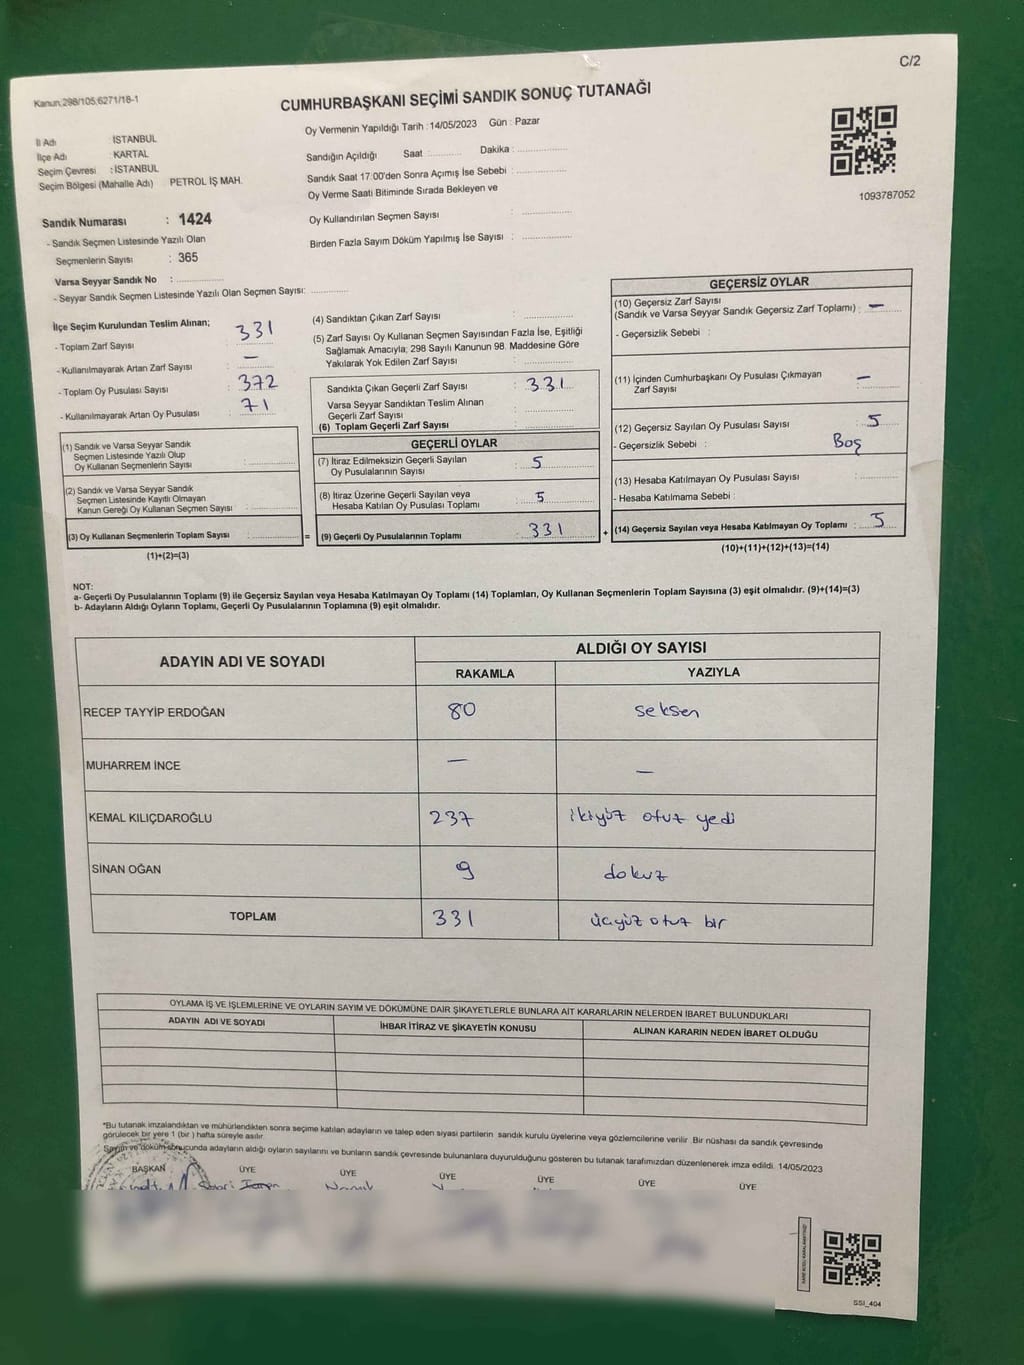 C/2
Kanun:298/105;6271/18-1
CUMHURBAŞKANI SEÇİMİ SANDIK SONUÇ TUTANAĞI
Oy Vermenin Yapıldığı Tarih :14/05/2023 Gün : Pazar
İl Adı : İSTANBUL
İlçe Adı : KARTAL
Seçim Çevresi : İSTANBUL
Seçim Bölgesi (Mahalle Adı) PETROL İŞ MAH.
Sandığın Açıldığı Saat :........... Dakika :...............
Sandık Saat 17:00'den Sonra Açımış İse Sebebi :...............
Oy Verme Saati Bitiminde Sırada Bekleyen ve
Oy Kullandırılan Seçmen Sayısı :...............
Birden Fazla Sayım Döküm Yapılmış İse Sayısı :...............
1093787052
Sandık Numarası : 1424
- Sandık Seçmen Listesinde Yazılı Olan
Seçmenlerin Sayısı : 365
Varsa Seyyar Sandık No :...............
- Seyyar Sandık Seçmen Listesinde Yazılı Olan Seçmen Sayısı:...........
İlçe Seçim Kurulundan Teslim Alınan;
- Toplam Zarf Sayısı : 331
- Kullanılmayarak Artan Zarf Sayısı : —
- Toplam Oy Pusulası Sayısı : 372
- Kullanılmayarak Artan Oy Pusulası : 71
(1) Sandık ve Varsa Seyyar Sandık
Seçmen Listesinde Yazılı Olup
Oy Kullanan Seçmenlerin Sayısı :...............
(2) Sandık ve Varsa Seyyar Sandık
Seçmen Listesinde Kayıtlı Olmayan
Kanun Gereği Oy Kullanan Seçmen Sayısı :...............
(3) Oy Kullanan Seçmenlerin Toplam Sayısı :............... =
(1)+(2)=(3)
(4) Sandıktan Çıkan Zarf Sayısı :...............
(5) Zarf Sayısı Oy Kullanan Seçmen Sayısından Fazla İse, Eşitliği
Sağlamak Amacıyla; 298 Sayılı Kanunun 98. Maddesine Göre
Yakılarak Yok Edilen Zarf Sayısı :...............
Sandıkta Çıkan Geçerli Zarf Sayısı : 331
Varsa Seyyar Sandıktan Teslim Alınan
Geçerli Zarf Sayısı :...............
(6) Toplam Geçerli Zarf Sayısı :...............
GEÇERLİ OYLAR
(7) İtiraz Edilmeksizin Geçerli Sayılan
Oy Pusulalarının Sayısı : 5
(8) İtiraz Üzerine Geçerli Sayılan veya
Hesaba Katılan Oy Pusulası Toplamı : 5
(9) Geçerli Oy Pusulalarının Toplamı : 331 +
GEÇERSİZ OYLAR
(10) Geçersiz Zarf Sayısı
(Sandık ve Varsa Seyyar Sandık Geçersiz Zarf Toplamı) : —
- Geçersizlik Sebebi :
(11) İçinden Cumhurbaşkanı Oy Pusulası Çıkmayan
Zarf Sayısı : —
(12) Geçersiz Sayılan Oy Pusulası Sayısı : 5
- Geçersizlik Sebebi : Boş
(13) Hesaba Katılmayan Oy Pusulası Sayısı :...............
- Hesaba Katılmama Sebebi :
(14) Geçersiz Sayılan veya Hesaba Katılmayan Oy Toplamı : 5
(10)+(11)+(12)+(13)=(14)
NOT:
a- Geçerli Oy Pusulalarının Toplamı (9) ile Geçersiz Sayılan veya Hesaba Katılmayan Oy Toplamı (14) Toplamları, Oy Kullanan Seçmenlerin Toplam Sayısına (3) eşit olmalıdır. (9)+(14)=(3)
b- Adayların Aldığı Oyların Toplamı, Geçerli Oy Pusulalarının Toplamına (9) eşit olmalıdır.
ADAYIN ADI VE SOYADI ALDIĞI OY SAYISI
RAKAMLA YAZIYLA
RECEP TAYYİP ERDOĞAN 80 seksen
MUHARREM İNCE — —
KEMAL KILIÇDAROĞLU 237 ikiyüz otuz yedi
SİNAN OĞAN 9 dokuz
TOPLAM 331 üçyüz otuz bir
OYLAMA İŞ VE İŞLEMLERİNE VE OYLARIN SAYIM VE DÖKÜMÜNE DAİR ŞİKAYETLERLE BUNLARA AİT KARARLARIN NELERDEN İBARET BULUNDUKLARI
ADAYIN ADI VE SOYADI İHBAR İTİRAZ VE ŞİKAYETİN KONUSU ALINAN KARARIN NEDEN İBARET OLDUĞU
*Bu tutanak imzalandıktan ve mühürlendikten sonra seçime katılan adayların ve talep eden siyasi partilerin sandık kurulu üyelerine veya gözlemcilerine verilir. Bir nüshası da sandık çevresinde
görülecek bir yere 1 (bir ) hafta süreyle asılır.
Sayım ve döküm sonucunda adayların aldığı oyların sayılarını ve bunların sandık çevresinde bulunanlara duyurulduğunu gösteren bu tutanak tarafımızdan düzenlenerek imza edildi. 14/05/2023
BAŞKAN ÜYE ÜYE ÜYE ÜYE ÜYE ÜYE
SSI_404